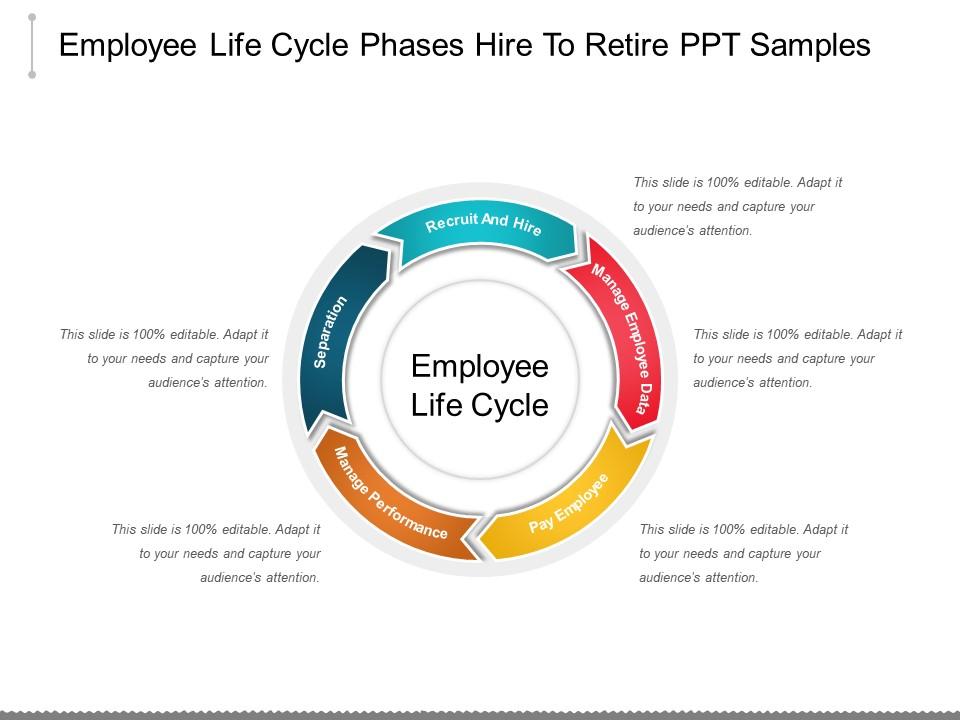 Employee Life Cycle Phases Hire To Retire PPT Samples
Recruit And Hire
Manage Employee Data
Pay Employee
Manage Performance
Separation
Employee
Life Cycle
This slide is 100% editable. Adapt it
to your needs and capture your
audience's attention.
This slide is 100% editable. Adapt it
to your needs and capture your
audience's attention.
This slide is 100% editable. Adapt it
to your needs and capture your
audience's attention.
This slide is 100% editable. Adapt it
to your needs and capture your
audience's attention.
This slide is 100% editable. Adapt it
to your needs and capture your
audience's attention.